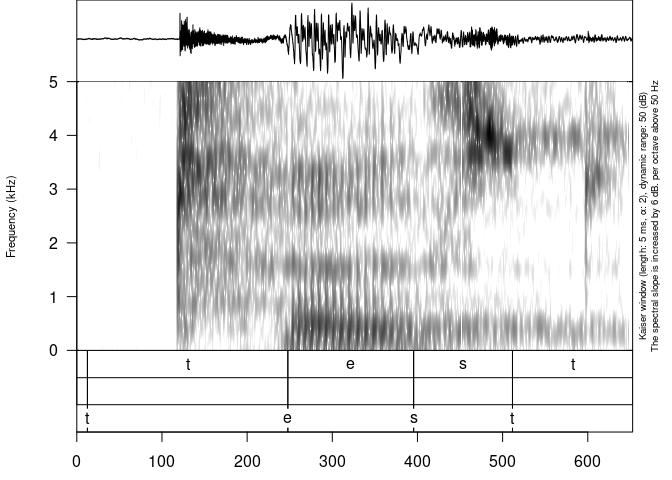 5
4
3
2
1
0
Frequency (kHz)
Kaiser window (length: 5 ms, α: 2), dynamic range: 50 (dB)
The spectral slope is increased by 6 dB. per octave above 50 Hz
t e s t
t e s t
0 100 200 300 400 500 600